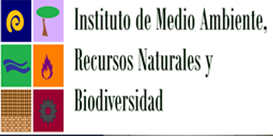 Instituto de Medio Ambiente,
Recursos Naturales y
Biodiversidad